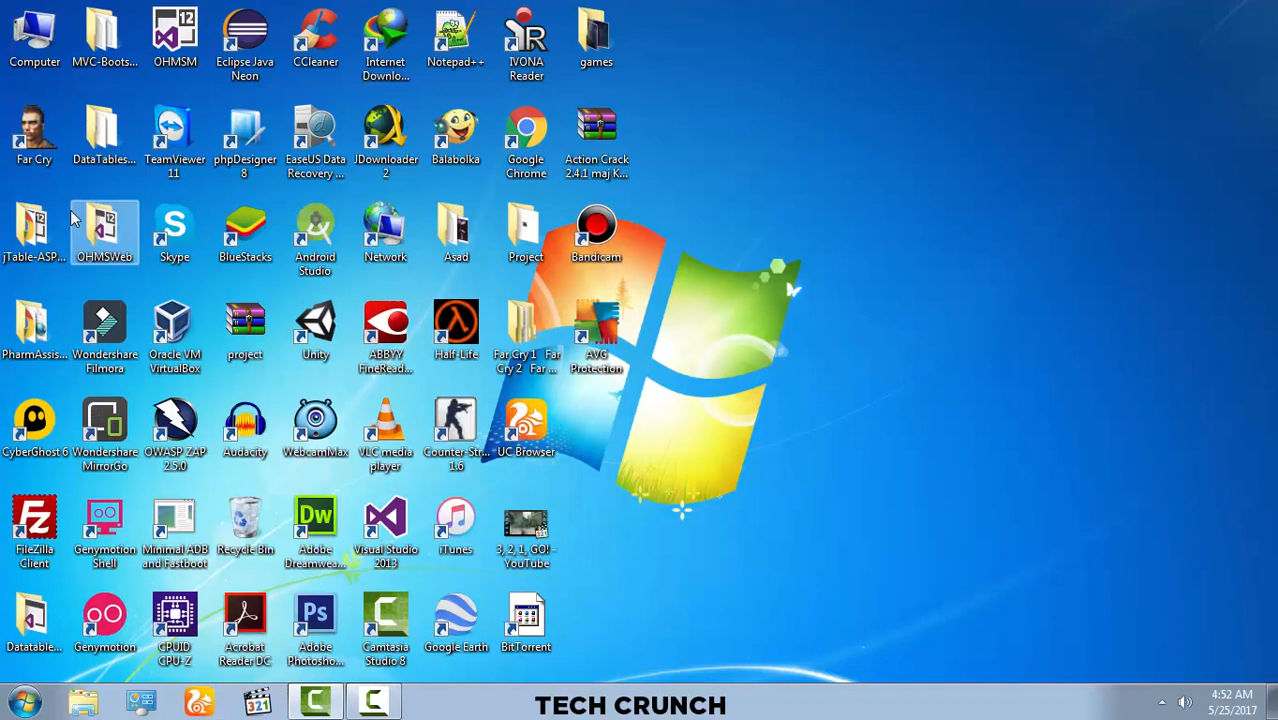 Computer
MVC-Boots...
OHMSM
Eclipse Java
Neon
CCleaner
Internet
Downlo...
Notepad++
IVONA
Reader
games
Far Cry
DataTables...
TeamViewer
11
phpDesigner
8
EaseUS Data
Recovery ...
JDownloader
2
Balabolka
Google
Chrome
Action Crack
2.4.1 maj K...
jTable-ASP...
OHMSWeb
Skype
BlueStacks
Android
Studio
Network
Asad
Project
Bandicam
PharmAssis...
Wondershare
Filmora
Oracle VM
VirtualBox
project
Unity
ABBYY
FineRead...
Half-Life
Far Cry 1 Far
Cry 2 Far ...
AVG
Protection
CyberGhost 6
Wondershare
MirrorGo
OWASP ZAP
2.5.0
Audacity
WebcamMax
VLC media
player
Counter-Str...
1.6
UC Browser
FileZilla
Client
Genymotion
Shell
Minimal ADB
and Fastboot
Recycle Bin
Adobe
Dreamwea...
Visual Studio
2013
iTunes
3, 2, 1, GO! -
YouTube
Datatable...
Genymotion
CPUID
CPU-Z
Acrobat
Reader DC
Adobe
Photosho...
Camtasia
Studio 8
Google Earth
BitTorrent
TECH CRUNCH
4:52 AM
5/25/2017